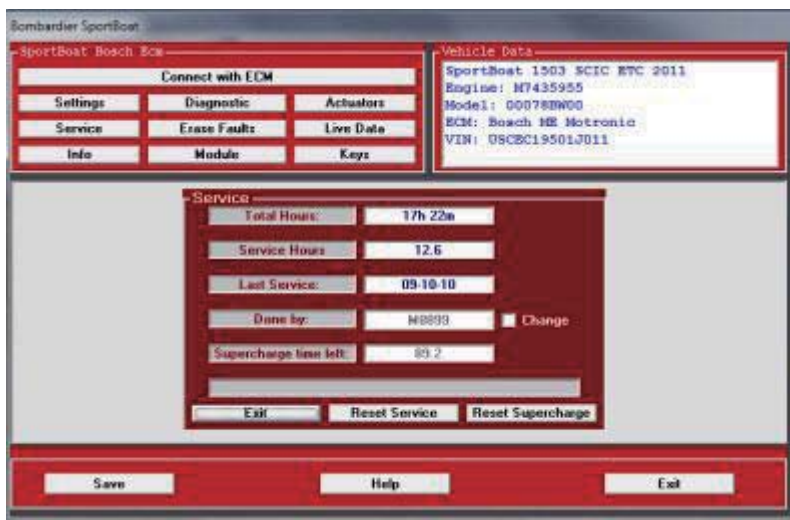 Bombardier SportBoat
SportBoat Bosch Ecm
Connect with ECM
Settings Diagnostic Actuators
Service Erase Faults Live Data
Info Module Keys
Vehicle Data
SportBoat 1503 SCIC ETC 2011
Engine: M7435955
Model: 00078BW00
ECM: Bosch ME Motronic
VIN: USCEC19501J011
Service
Total Hours: 17h 22m
Service Hours 12.6
Last Service: 09-10-10
Done by: M0899 Change
Supercharge time left: 89.2
Exit Reset Service Reset Supercharge
Save Help Exit